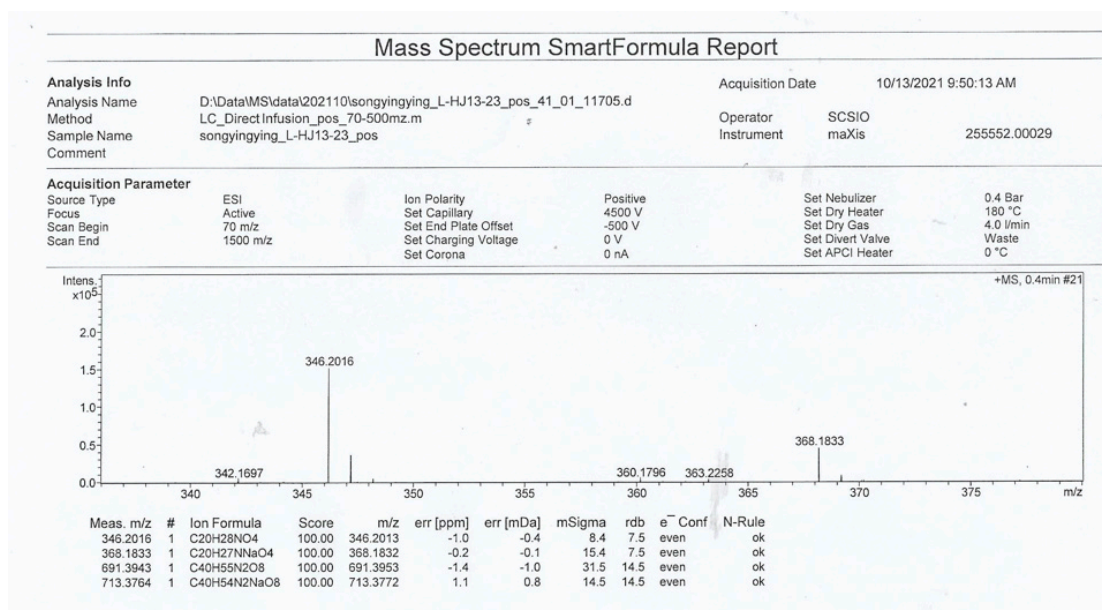 Mass Spectrum SmartFormula Report
Analysis Info
Acquisition Date 10/13/2021 9:50:13 AM
Analysis Name D:\Data\MS\data\202110\songyingying_L-HJ13-23_pos_41_01_11705.d
Method LC_Direct Infusion_pos_70-500mz.m
Operator SCSIO
Sample Name songyingying_L-HJ13-23_pos
Instrument maXis 255552.00029
Comment
Acquisition Parameter
Source Type ESI Ion Polarity Positive Set Nebulizer 0.4 Bar
Focus Active Set Capillary 4500 V Set Dry Heater 180 °C
Scan Begin 70 m/z Set End Plate Offset -500 V Set Dry Gas 4.0 l/min
Scan End 1500 m/z Set Charging Voltage 0 V Set Divert Valve Waste
Set Corona 0 nA Set APCI Heater 0 °C
Intens.
x10⁵
+MS, 0.4min #21
2.0
346.2016
1.5
1.0
0.5
368.1833
342.1697 360.1796 363.2258
0.0
340 345 350 355 360 365 370 375 m/z
Meas. m/z # Ion Formula Score m/z err [ppm] err [mDa] mSigma rdb e⁻ Conf N-Rule
346.2016 1 C20H28NO4 100.00 346.2013 -1.0 -0.4 8.4 7.5 even ok
368.1833 1 C20H27NNaO4 100.00 368.1832 -0.2 -0.1 15.4 7.5 even ok
691.3943 1 C40H55N2O8 100.00 691.3953 -1.4 -1.0 31.5 14.5 even ok
713.3764 1 C40H54N2NaO8 100.00 713.3772 1.1 0.8 14.5 14.5 even ok